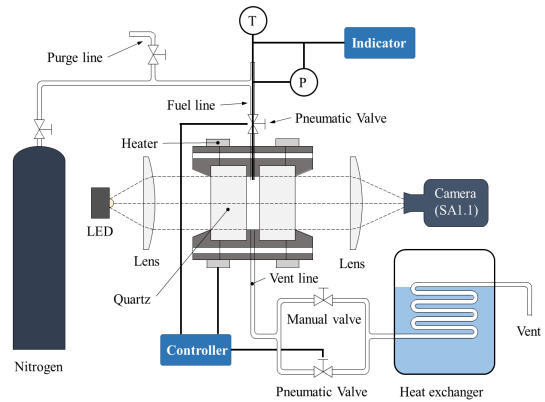 T
Indicator
Purge line
P
Fuel line
Pneumatic Valve
Heater
Camera
(SA1.1)
LED
Lens
Lens
Quartz
Vent line
Manual valve
Vent
Controller
Nitrogen
Pneumatic Valve
Heat exchanger